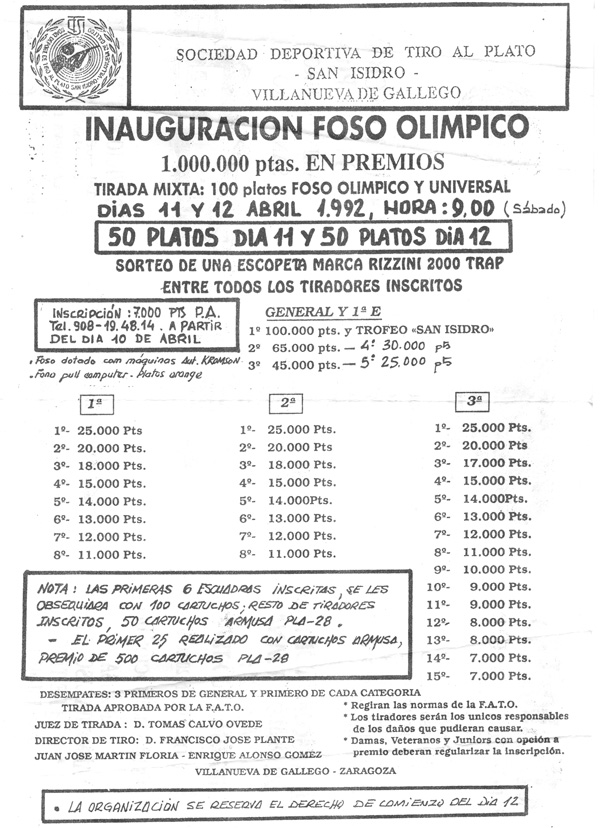 SOCIEDAD DEPORTIVA DE TIRO AL PLATO
- SAN ISIDRO -
VILLANUEVA DE GALLEGO
INAUGURACION FOSO OLIMPICO
1.000.000 ptas. EN PREMIOS
TIRADA MIXTA: 100 platos FOSO OLIMPICO Y UNIVERSAL
DiAS 11 Y 12 ABRIL 1.992, HORA: 9,00 (Sábado)
50 PLATOS DIA 11 Y 50 PLATOS DiA 12
SORTEO DE UNA ESCOPETA MARCA RIZZINI 2000 TRAP
ENTRE TODOS LOS TIRADORES INSCRITOS
INSCRIPCIÓN: 7.000 PTS P.A.
Tel. 908-19.48.14. A PARTIR
DEL DIA 10 DE ABRIL
. Foso dotado con máquinas Aut. KROMSON
. Fono pull computer - Platos orange
GENERAL Y 1ª E
1º 100.000 pts. y TROFEO «SAN ISIDRO»
2º 65.000 pts. - 4º 30.000 pts
3º 45.000 pts. - 5º 25.000 pts
1ª
1º- 25.000 Pts
2º- 20.000 Pts.
3º- 18.000 Pts.
4º- 15.000 Pts.
5º- 14.000 Pts.
6º- 13.000 Pts.
7º- 12.000 Pts.
8º- 11.000 Pts.
2ª
1º- 25.000 Pts.
2º- 20.000 Pts
3º- 18.000 Pts.
4º- 15.000 Pts.
5º- 14.000Pts.
6º- 13.000 Pts.
7º- 12.000 Pts.
8º- 11.000 Pts.
3ª
1º- 25.000 Pts.
2º- 20.000 Pts
3º- 17.000 Pts.
4º- 15.000 Pts.
5º- 14.000Pts.
6º- 13.000 Pts.
7º- 12.000 Pts.
8º- 11.000 Pts.
9º- 10.000 Pts.
10º- 9.000 Pts.
11º- 9.000 Pts.
12º- 8.000 Pts.
13º- 8.000 Pts.
14º- 7.000 Pts.
15º- 7.000 Pts.
NOTA: LAS PRIMERAS 6 ESCUADRAS INSCRITAS, SE LES
OBSEQUIARA CON 100 CARTUCHOS; RESTO DE TIRADORES
INSCRITOS, 50 CARTUCHOS ARMUSA PLA-28.
- EL PRIMER 25 REALIZADO CON CARTUCHOS ARMUSA,
PREMIO DE 500 CARTUCHOS PLA-28
DESEMPATES: 3 PRIMEROS DE GENERAL Y PRIMERO DE CADA CATEGORIA
TIRADA APROBADA POR LA F.A.T.O.
JUEZ DE TIRADA : D. TOMAS CALVO OVEDE
DIRECTOR DE TIRO: D. FRANCISCO JOSE PLANTE
JUAN JOSE MARTIN FLORIA - ENRIQUE ALONSO GOMEZ
* Regiran las normas de la F.A.T.O.
* Los tiradores serán los unicos responsables
de los daños que pudieran causar.
* Damas, Veteranos y Juniors con opción a
premio deberan regularizar la inscripción.
VILLANUEVA DE GALLEGO - ZARAGOZA
• LA ORGANIZACIÓN SE RESERVA EL DERECHO DE COMIENZO DEL DIA 12